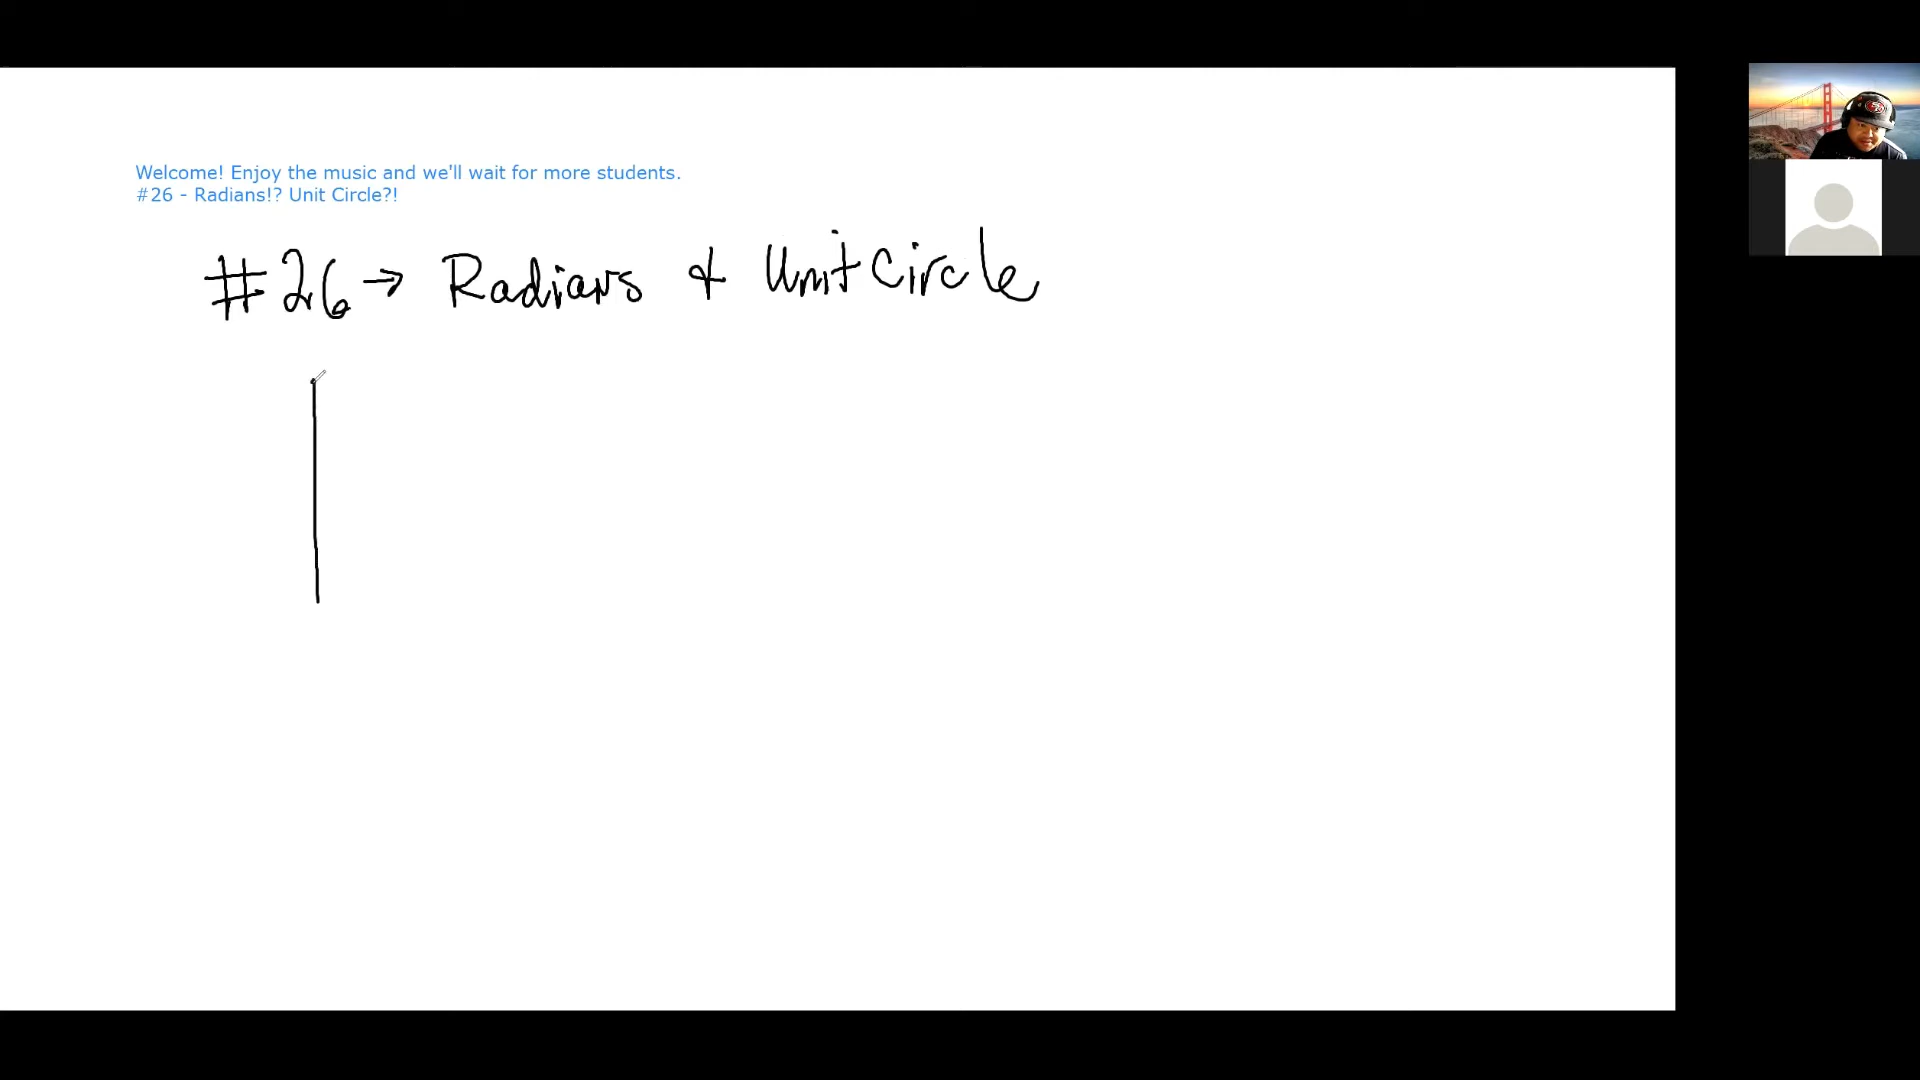 Welcome! Enjoy the music and we'll wait for more students.
#26 - Radians!? Unit Circle?!
#26 → Radians & Unit Circle